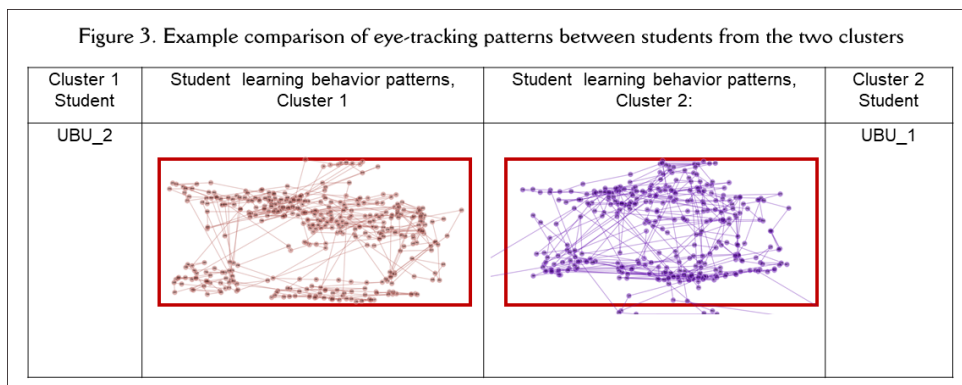 Figure 3. Example comparison of eye-tracking patterns between students from the two clusters
Cluster 1
Student
Student learning behavior patterns,
Cluster 1
Student learning behavior patterns,
Cluster 2:
Cluster 2
Student
UBU_2
UBU_1